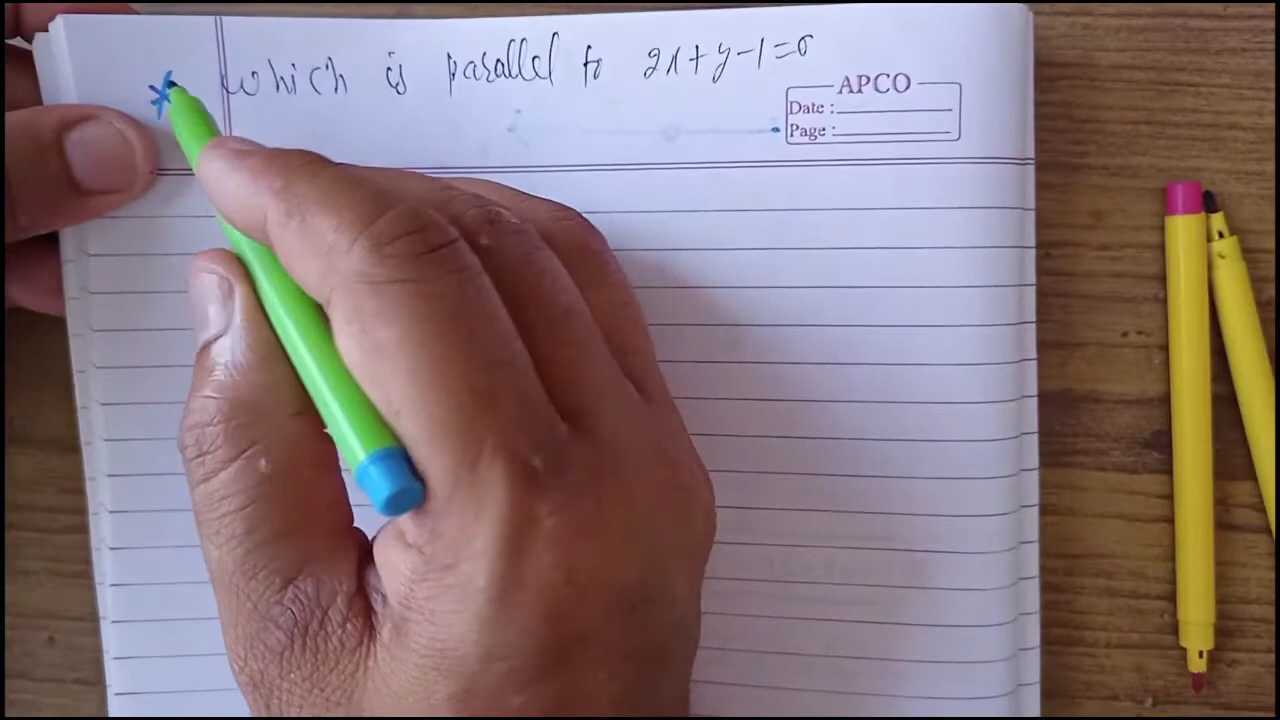 * which is parallel to 2x+y-1=0
APCO
Date :
Page :